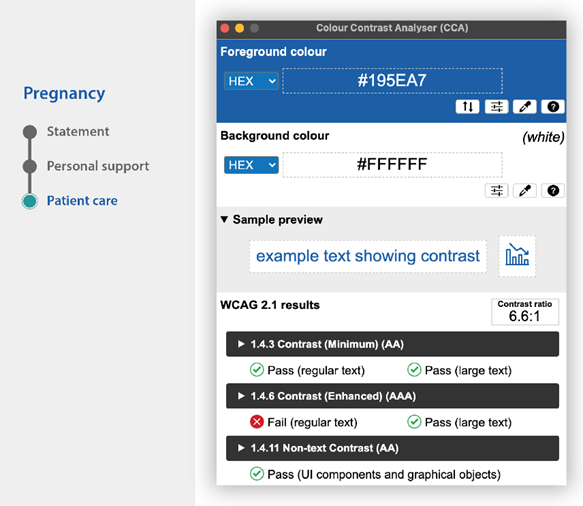 Pregnancy
Statement
Personal support
Patient care
Colour Contrast Analyser (CCA)
Foreground colour
HEX
#195EA7
?
Background colour
(white)
HEX
#FFFFFF
?
▼ Sample preview
example text showing contrast
WCAG 2.1 results
Contrast ratio
6.6:1
▶ 1.4.3 Contrast (Minimum) (AA)
Pass (regular text) Pass (large text)
▶ 1.4.6 Contrast (Enhanced) (AAA)
Fail (regular text) Pass (large text)
▶ 1.4.11 Non-text Contrast (AA)
Pass (UI components and graphical objects)